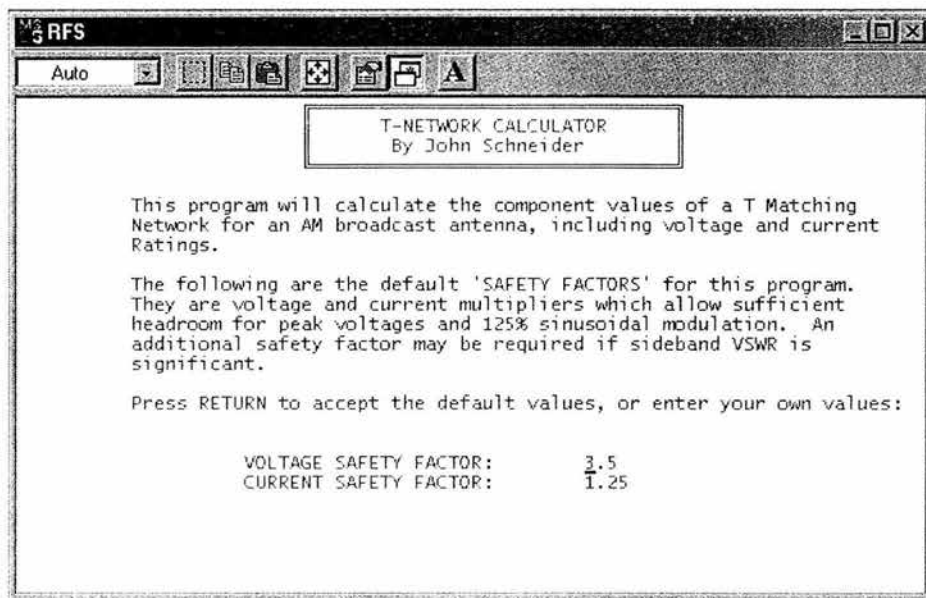 RFS
Auto
A
T-NETWORK CALCULATOR
By John Schneider
This program will calculate the component values of a T Matching
Network for an AM broadcast antenna, including voltage and current
Ratings.
The following are the default 'SAFETY FACTORS' for this program.
They are voltage and current multipliers which allow sufficient
headroom for peak voltages and 125% sinusoidal modulation. An
additional safety factor may be required if sideband VSWR is
significant.
Press RETURN to accept the default values, or enter your own values:
VOLTAGE SAFETY FACTOR: 3.5
CURRENT SAFETY FACTOR: 1.25